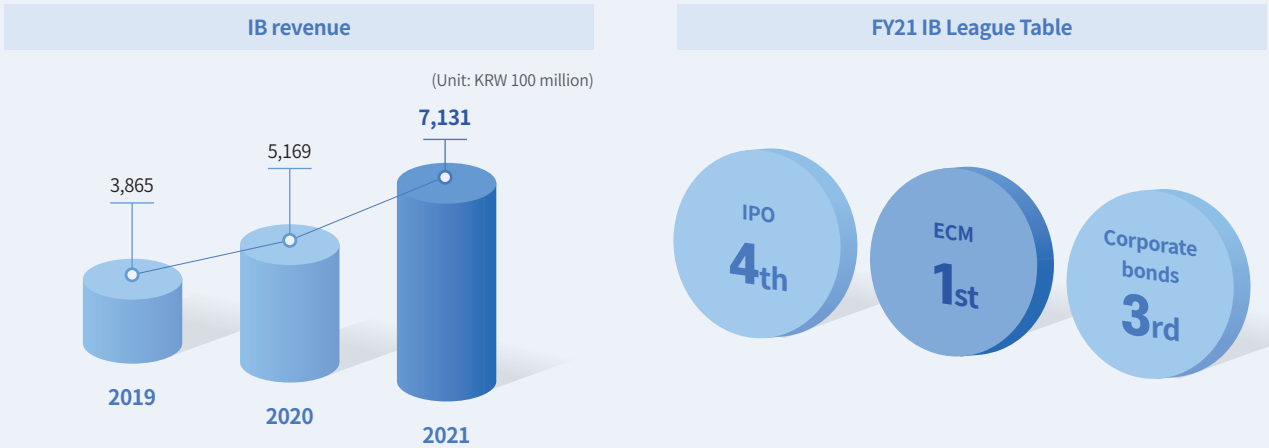 IB revenue
(Unit: KRW 100 million)
3,865
5,169
7,131
2019
2020
2021
FY21 IB League Table
IPO
4th
ECM
1st
Corporate
bonds
3rd